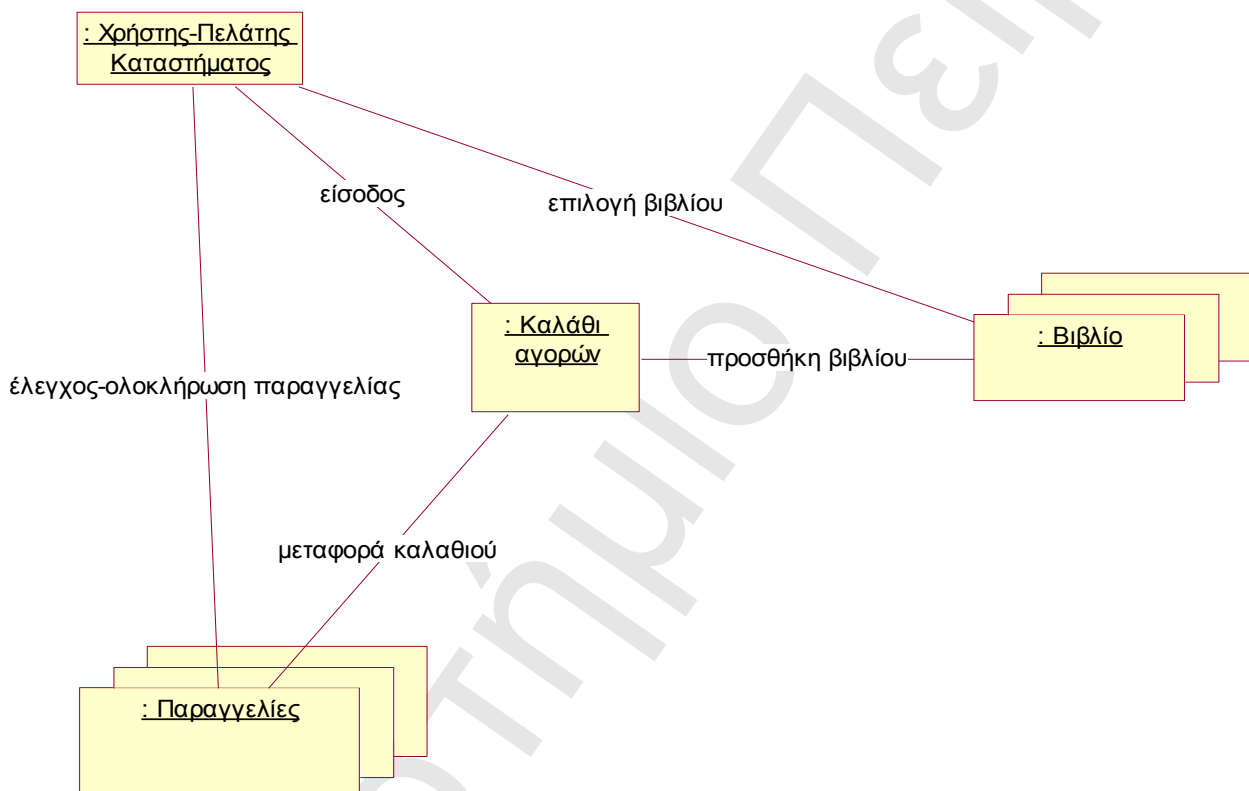 : Χρήστης-Πελάτης
Καταστήματος
είσοδος
επιλογή βιβλίου
: Καλάθι
αγορών
προσθήκη βιβλίου
: Βιβλίο
έλεγχος-ολοκλήρωση παραγγελίας
μεταφορά καλαθιού
: Παραγγελίες